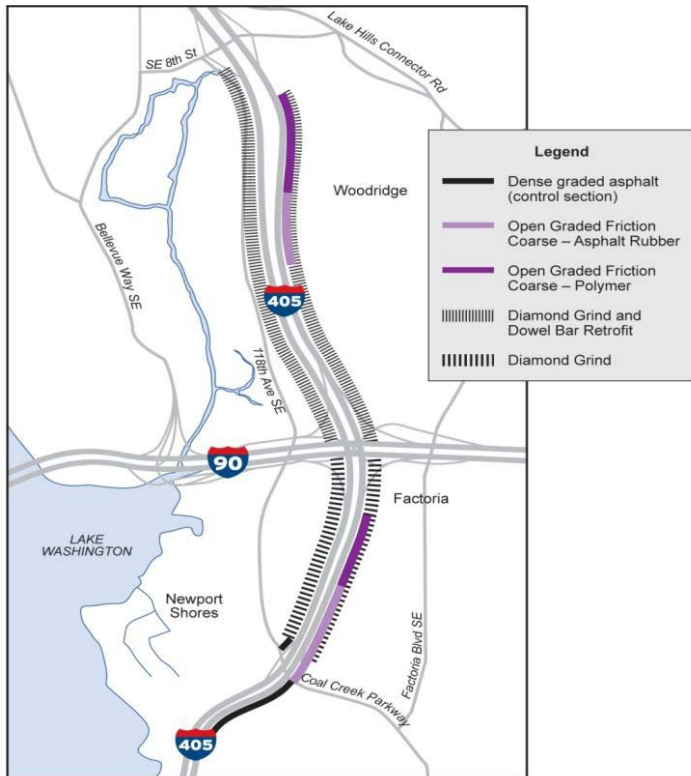 SE 8th St
Lake Hills Connector Rd
Woodridge
Legend
Dense graded asphalt
(control section)
Open Graded Friction
Coarse – Asphalt Rubber
Open Graded Friction
Coarse – Polymer
Diamond Grind and
Dowel Bar Retrofit
Diamond Grind
Bellevue Way SE
405
118th Ave SE
90
Factoria
LAKE
WASHINGTON
Newport
Shores
Factoria Blvd SE
Coal Creek Parkway
405